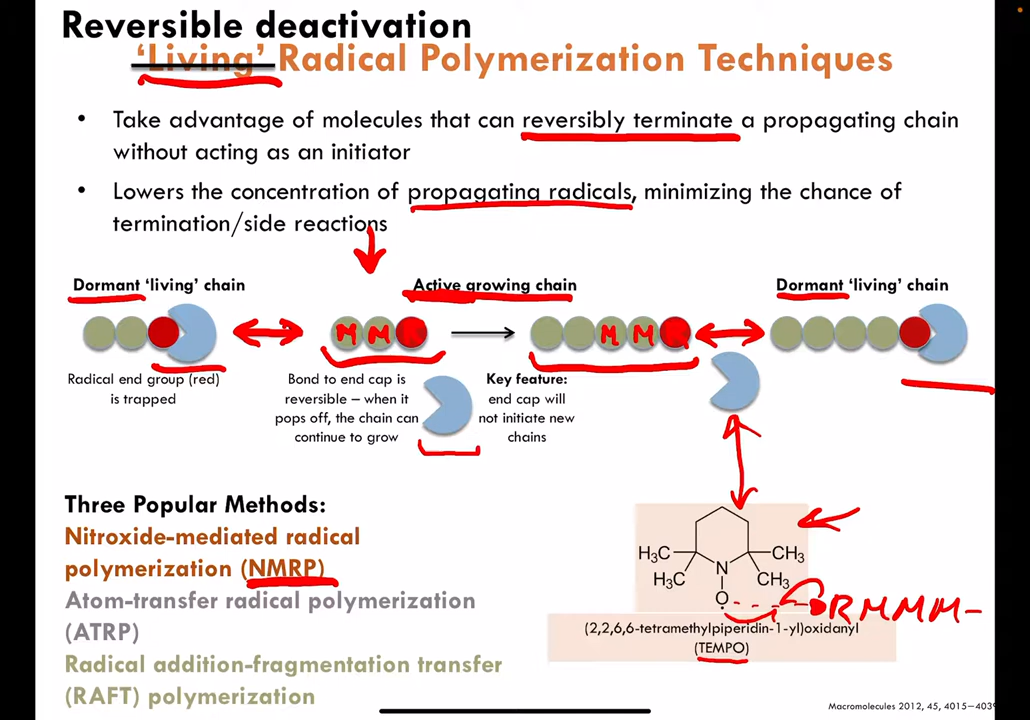 Reversible deactivation
'Living' Radical Polymerization Techniques
• Take advantage of molecules that can reversibly terminate a propagating chain
without acting as an initiator
• Lowers the concentration of propagating radicals, minimizing the chance of
termination/side reactions
Dormant 'living' chain
Active growing chain
Dormant 'living' chain
M M
M M
Radical end group (red)
is trapped
Bond to end cap is
reversible – when it
pops off, the chain can
continue to grow
Key feature:
end cap will
not initiate new
chains
Three Popular Methods:
Nitroxide-mediated radical
polymerization (NMRP)
Atom-transfer radical polymerization
(ATRP)
Radical addition-fragmentation transfer
(RAFT) polymerization
H₃C CH₃
H₃C N CH₃
O RMMM-
(2,2,6,6-tetramethylpiperidin-1-yl)oxidanyl
(TEMPO)
Macromolecules 2012, 45, 4015−4039